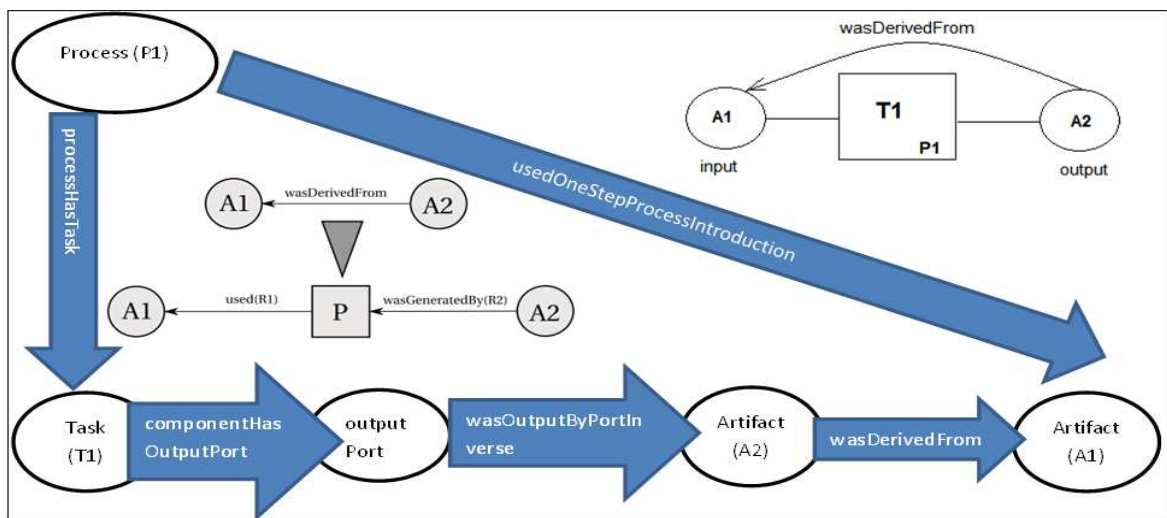 Process (P1)
processHasTask
usedOneStepProcessIntroduction
wasDerivedFrom
A1
T1
P1
A2
input
output
wasDerivedFrom
A1
A2
used(R1)
wasGeneratedBy(R2)
A1
P
A2
Task
(T1)
componentHas
OutputPort
output
Port
wasOutputByPortIn
verse
Artifact
(A2)
wasDerivedFrom
Artifact
(A1)